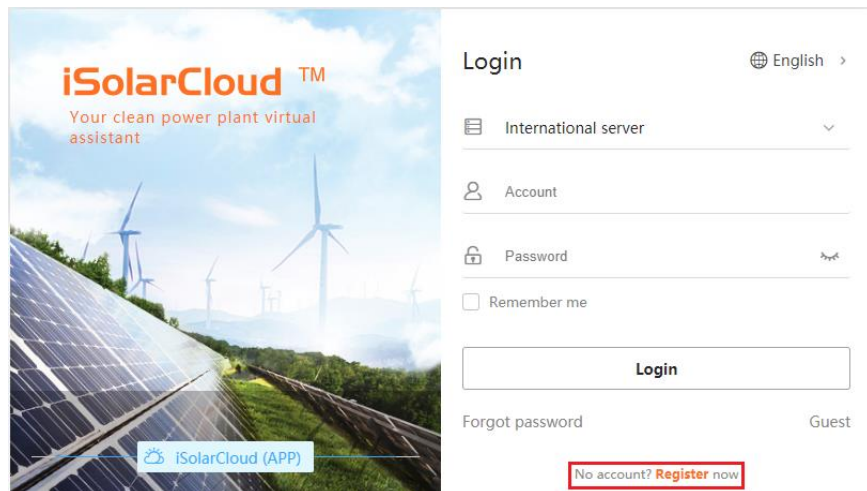 iSolarCloud TM
Your clean power plant virtual
assistant
iSolarCloud (APP)
Login
English
International server
Account
Password
Remember me
Login
Forgot password
Guest
No account? Register now